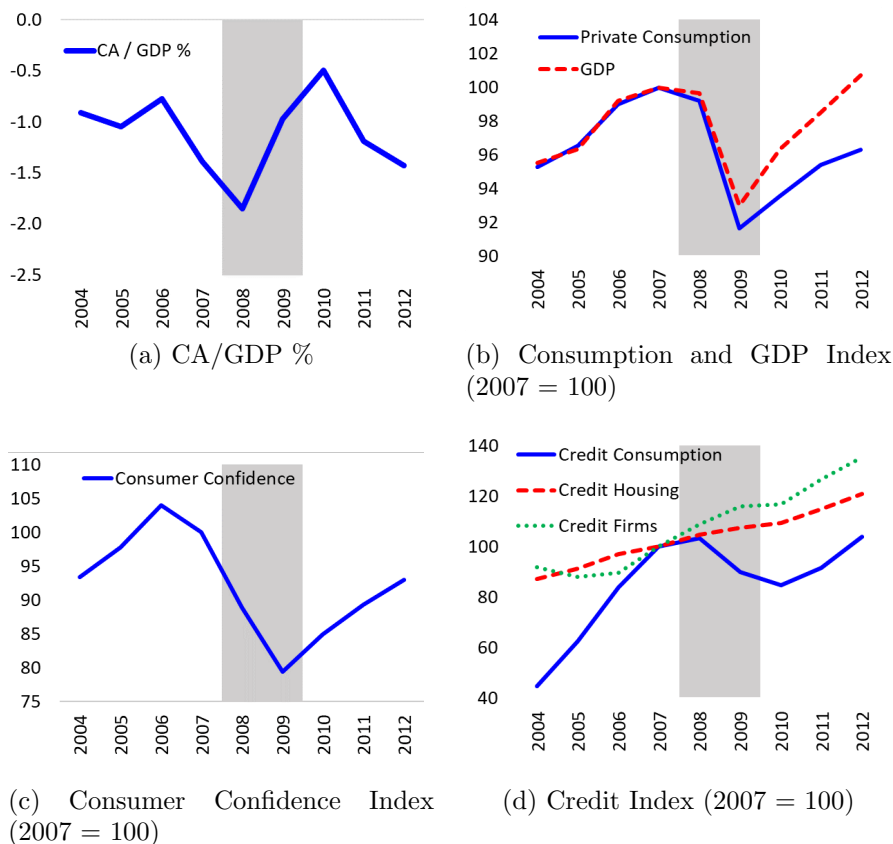 0.0
-0.5
-1.0
-1.5
-2.0
-2.5
CA / GDP %
2004 2005 2006 2007 2008 2009 2010 2011 2012
(a) CA/GDP %
104
102
100
98
96
94
92
90
Private Consumption
GDP
2004 2005 2006 2007 2008 2009 2010 2011 2012
(b) Consumption and GDP Index
(2007 = 100)
110
105
100
95
90
85
80
75
Consumer Confidence
2004 2005 2006 2007 2008 2009 2010 2011 2012
(c) Consumer Confidence Index
(2007 = 100)
140
120
100
80
60
40
Credit Consumption
Credit Housing
Credit Firms
2004 2005 2006 2007 2008 2009 2010 2011 2012
(d) Credit Index (2007 = 100)